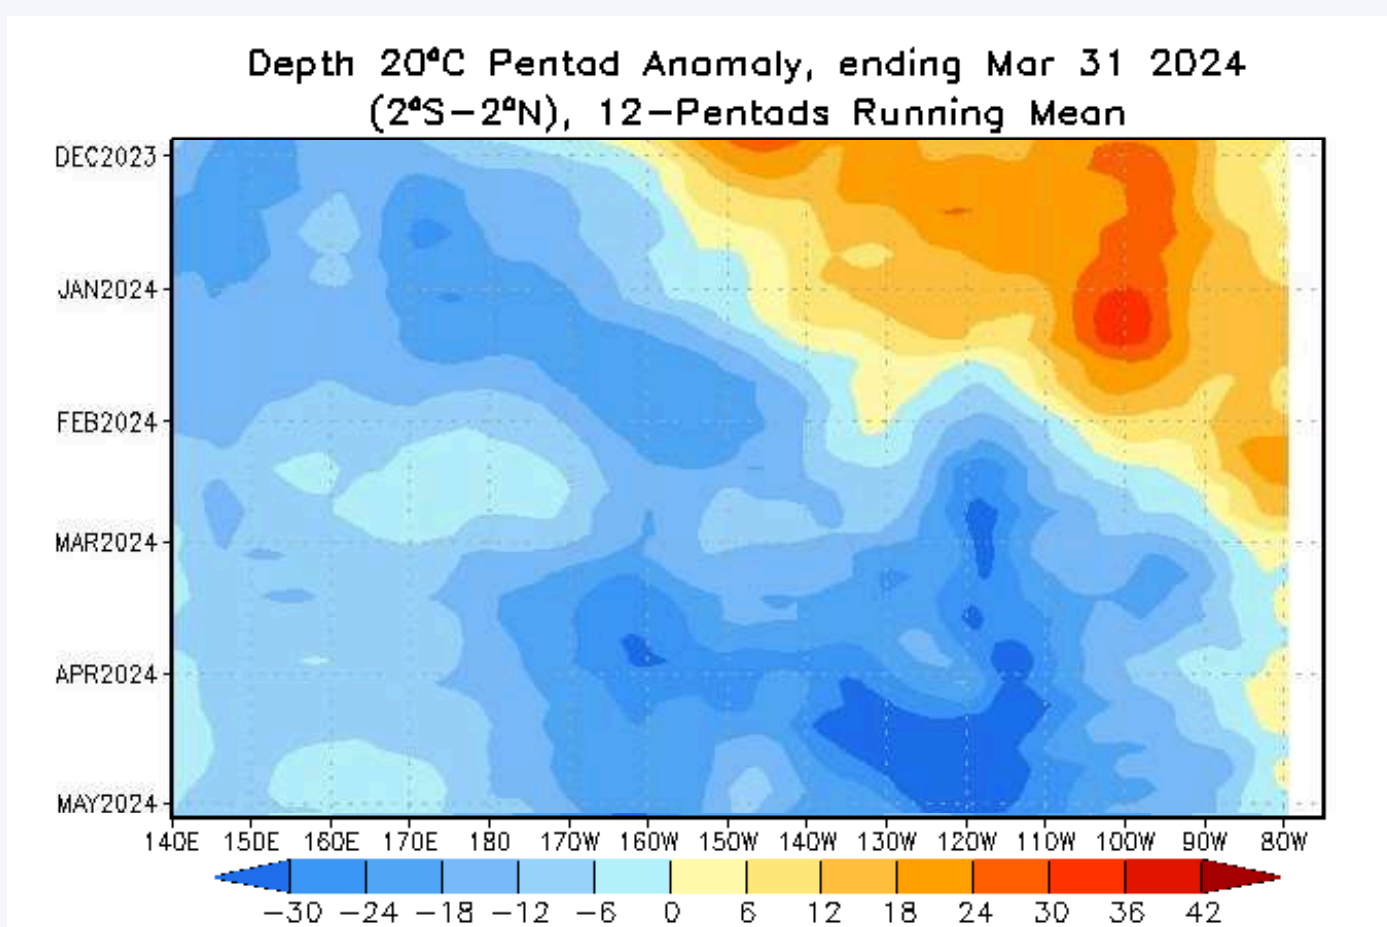 Depth 20°C Pentad Anomaly, ending Mar 31 2024
(2°S-2°N), 12-Pentads Running Mean
DEC2023
JAN2024
FEB2024
MAR2024
APR2024
MAY2024
140E 150E 160E 170E 180 170W 160W 150W 140W 130W 120W 110W 100W 90W 80W
-30 -24 -18 -12 -6 0 6 12 18 24 30 36 42